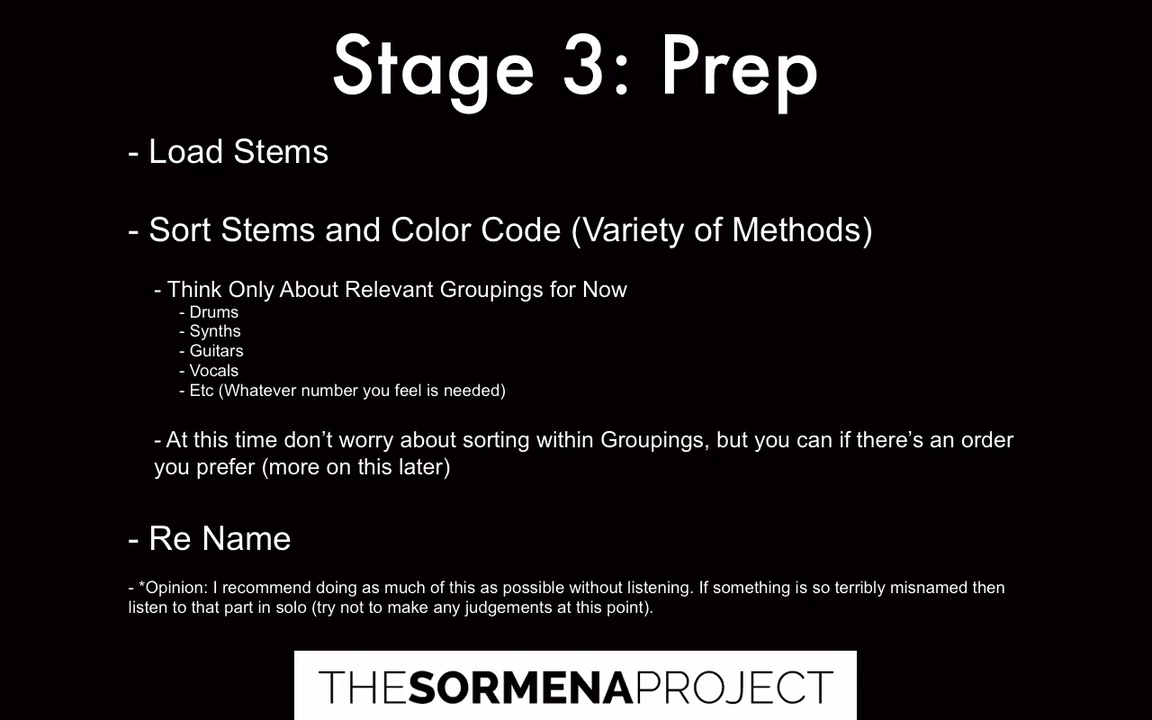 Stage 3: Prep
- Load Stems
- Sort Stems and Color Code (Variety of Methods)
- Think Only About Relevant Groupings for Now
- Drums
- Synths
- Guitars
- Vocals
- Etc (Whatever number you feel is needed)
- At this time don’t worry about sorting within Groupings, but you can if there’s an order
you prefer (more on this later)
- Re Name
- *Opinion: I recommend doing as much of this as possible without listening. If something is so terribly misnamed then
listen to that part in solo (try not to make any judgements at this point).
THESORMENAPROJECT